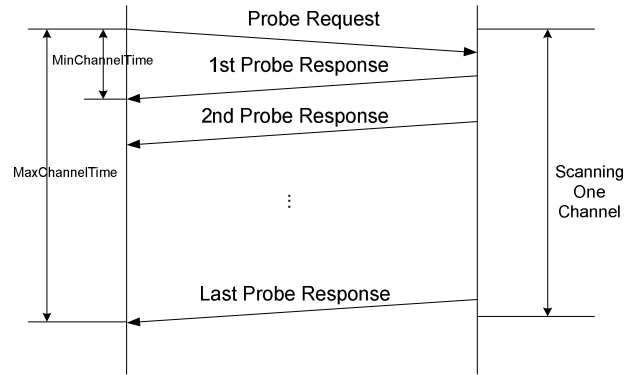 Probe Request
MinChannelTime
1st Probe Response
2nd Probe Response
MaxChannelTime
Scanning
One
Channel
⋮
Last Probe Response